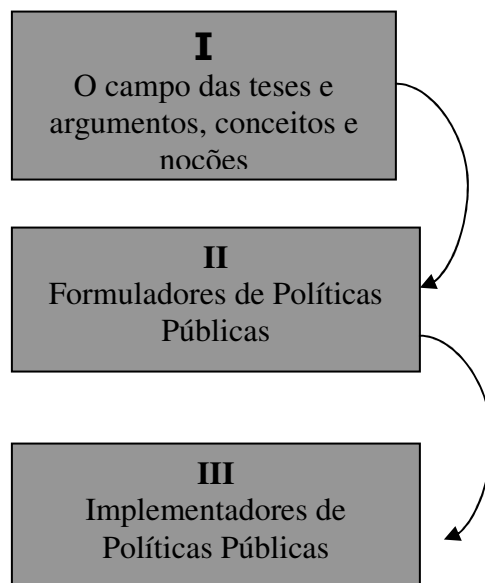 I
O campo das teses e
argumentos, conceitos e
noções
II
Formuladores de Políticas
Públicas
III
Implementadores de
Políticas Públicas